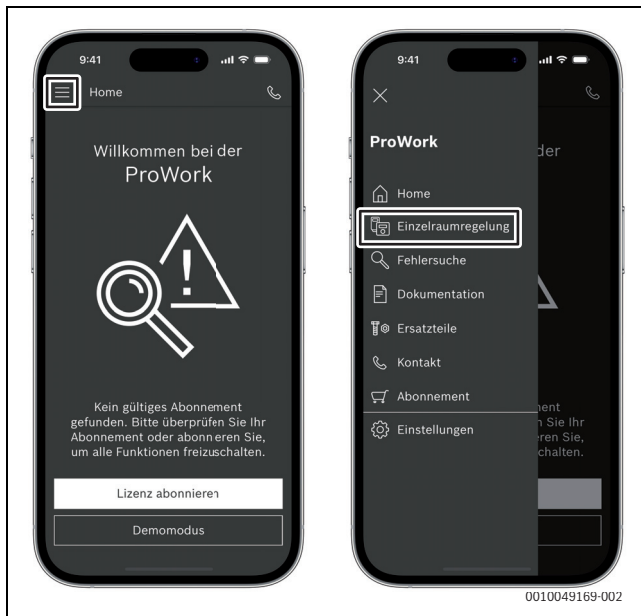 9:41
Home
Willkommen bei der
ProWork
Kein gültiges Abonnement
gefunden. Bitte überprüfen Sie Ihr
Abonnement oder abonneren Sie,
um alle Funktionen freizuschalten.
Lizenz abonnieren
Demomodus
9:41
ProWork
der
Home
Einzelraumregelung
Fehlersuche
Dokumentation
Ersatzteile
Kontakt
Abonnement
Einstellungen
ent
n Sie Ihr
eren Sie,
chalten.
0010049169-002